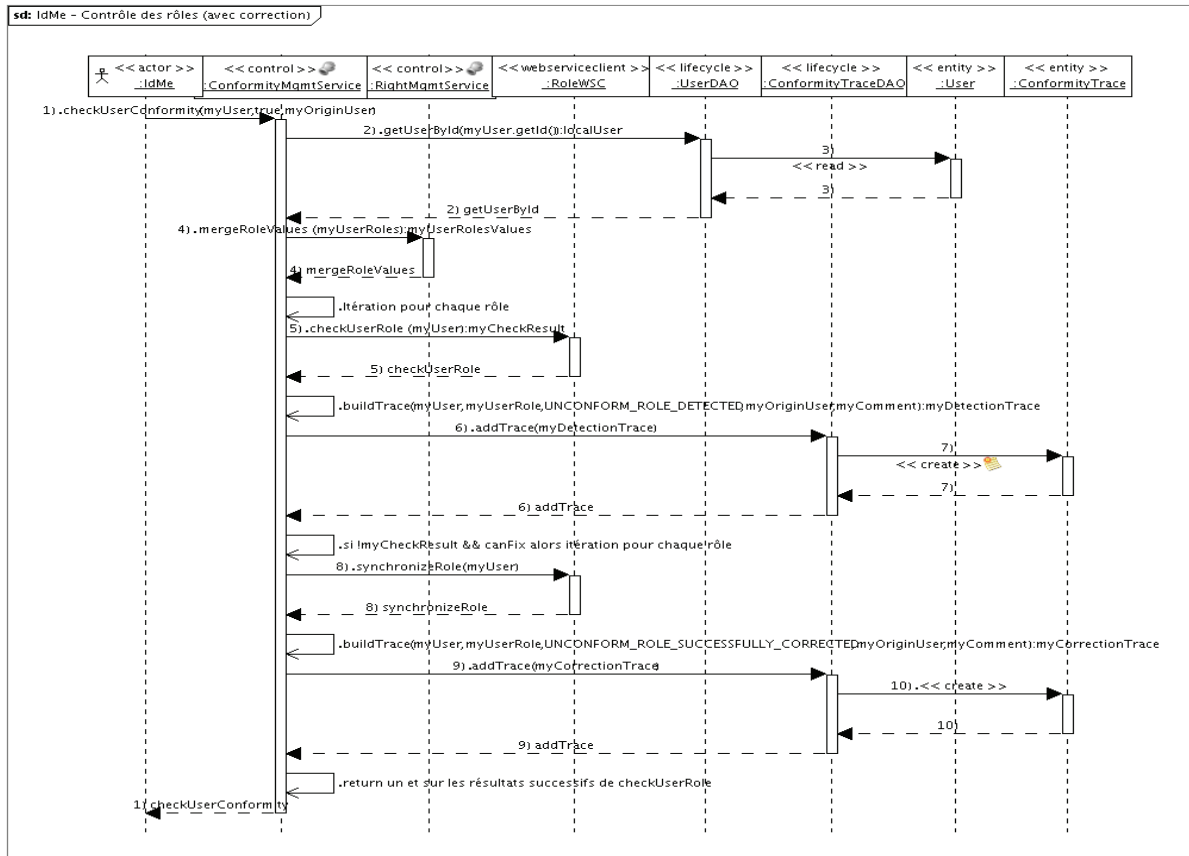 sd: IdMe - Contrôle des rôles (avec correction)
<< actor >>
:IdMe
<< control >>
:ConformityMgmtService
<< control >>
:RightMgmtService
<< webserviceclient >>
:RoleWSC
<< lifecycle >>
:UserDAO
<< lifecycle >>
:ConformityTraceDAO
<< entity >>
:User
<< entity >>
:ConformityTrace
1).checkUserConformity(myUser,true,myOriginUser)
2).getUserById(myUser.getId()):localUser
3)
<< read >>
3)
2) getUserById
4).mergeRoleValues (myUserRoles):myUserRolesValues
4) mergeRoleValues
.Itération pour chaque rôle
5).checkUserRole (myUser):myCheckResult
5) checkUserRole
.buildTrace(myUser,myUserRole,UNCONFORM_ROLE_DETECTED,myOriginUser,myComment):myDetectionTrace
6).addTrace(myDetectionTrace)
7)
<< create >>
7)
6) addTrace
.si !myCheckResult && canFix alors itération pour chaque rôle
8).synchronizeRole(myUser)
8) synchronizeRole
.buildTrace(myUser,myUserRole,UNCONFORM_ROLE_SUCCESSFULLY_CORRECTED,myOriginUser,myComment):myCorrectionTrace
9).addTrace(myCorrectionTrace)
10).<< create >>
10)
9) addTrace
.return un et sur les résultats successifs de checkUserRole
1) checkUserConformity